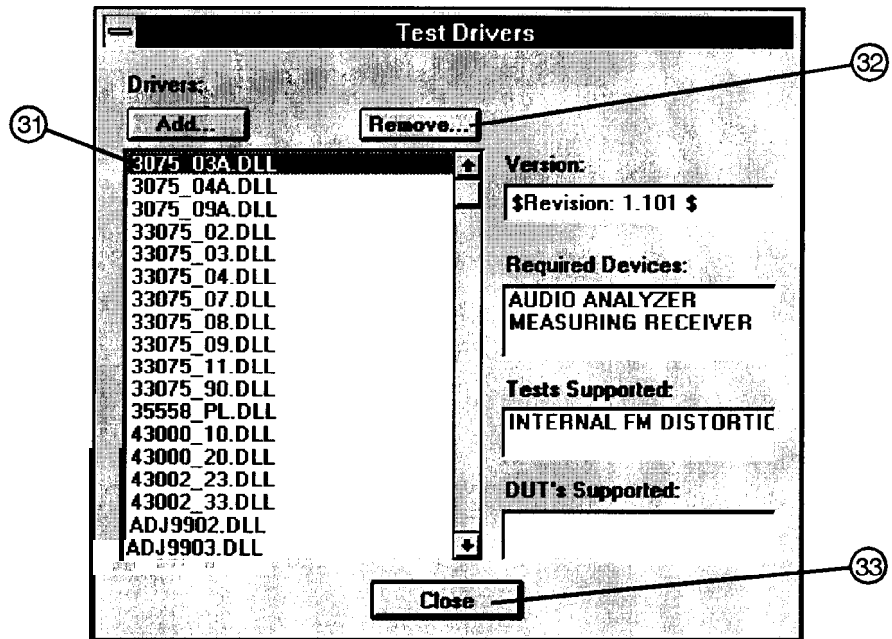 Test Drivers
Drivers:
Add...
Remove...
32
31
3075_03A.DLL
3075_04A.DLL
3075_09A.DLL
33075_02.DLL
33075_03.DLL
33075_04.DLL
33075_07.DLL
33075_08.DLL
33075_09.DLL
33075_11.DLL
33075_90.DLL
35558_PL.DLL
43000_10.DLL
43000_20.DLL
43002_23.DLL
43002_33.DLL
ADJ9902.DLL
ADJ9903.DLL
Version:
$Revision: 1.101 $
Required Devices:
AUDIO ANALYZER
MEASURING RECEIVER
Tests Supported:
INTERNAL FM DISTORTIC
DUT's Supported:
33
Close